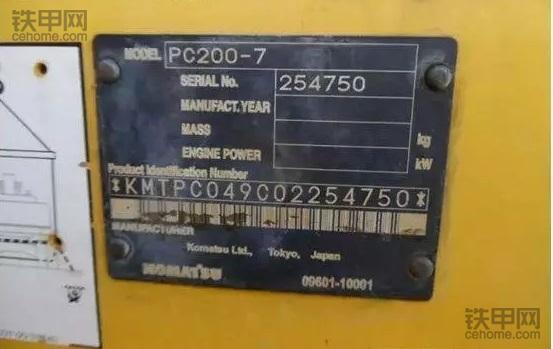 铁甲网
cehome.com
MODEL PC200-7
SERIAL No. 254750
MANUFACT.YEAR
MASS kg
ENGINE POWER kW
Product Identification Number
*KMTPC049C02254750*
MANUFACTURER
Komatsu Ltd., Tokyo, Japan
KOMATSU
09601-10001
铁甲网
cehome.com